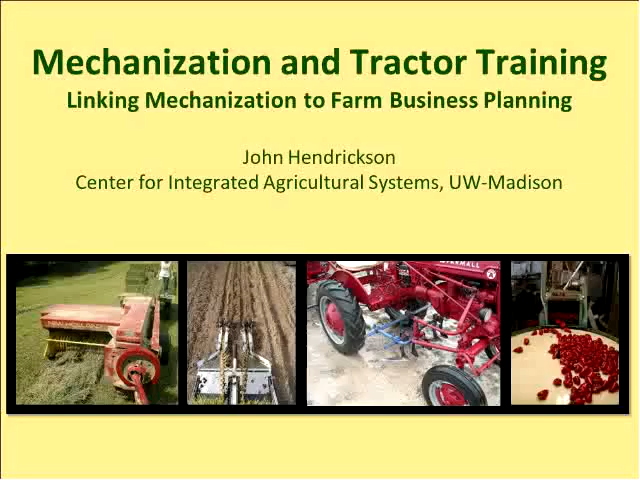 Mechanization and Tractor Training
Linking Mechanization to Farm Business Planning
John Hendrickson
Center for Integrated Agricultural Systems, UW-Madison